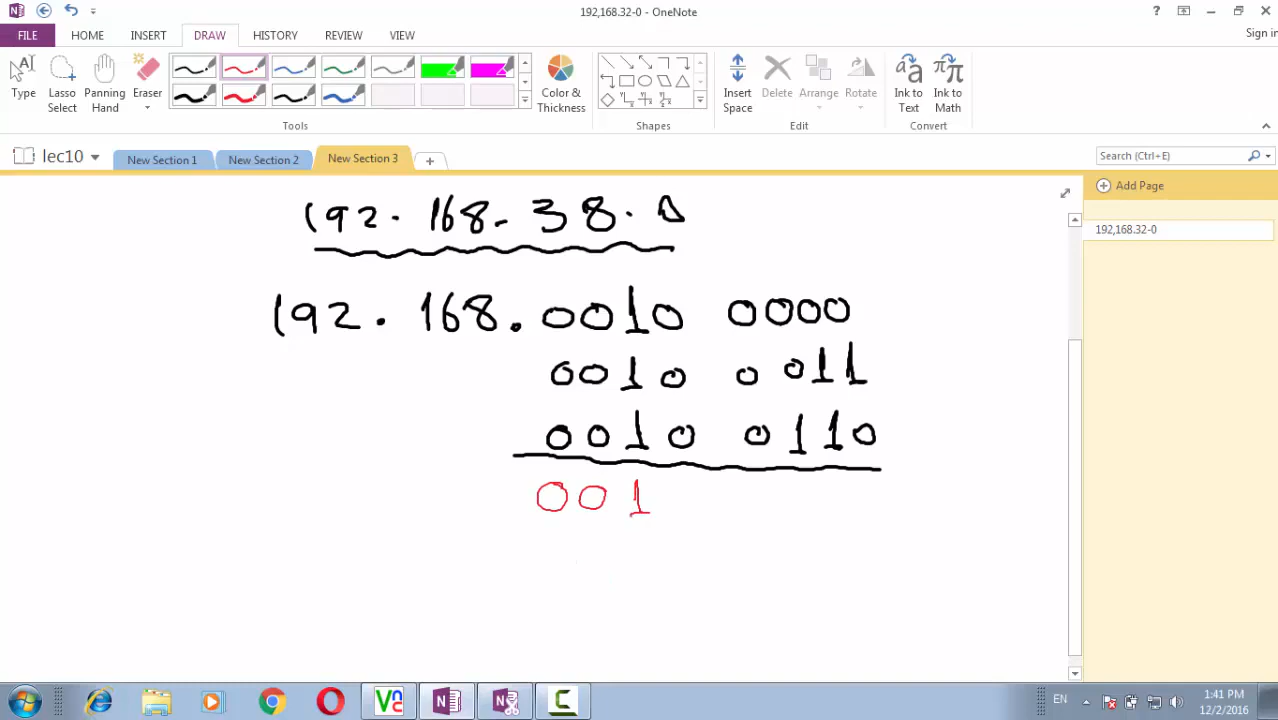 192,168.32-0 - OneNote
FILE HOME INSERT DRAW HISTORY REVIEW VIEW
Sign in
Type Lasso Select Panning Hand Eraser Color & Thickness Insert Space Delete Arrange Rotate Ink to Text Ink to Math
Tools Shapes Edit Convert
lec10 New Section 1 New Section 2 New Section 3
Search (Ctrl+E)
Add Page
192,168.32-0
192.168.38.0
192.168.0010 0000
0010 0011
0010 0110
001
EN
1:41 PM
12/2/2016